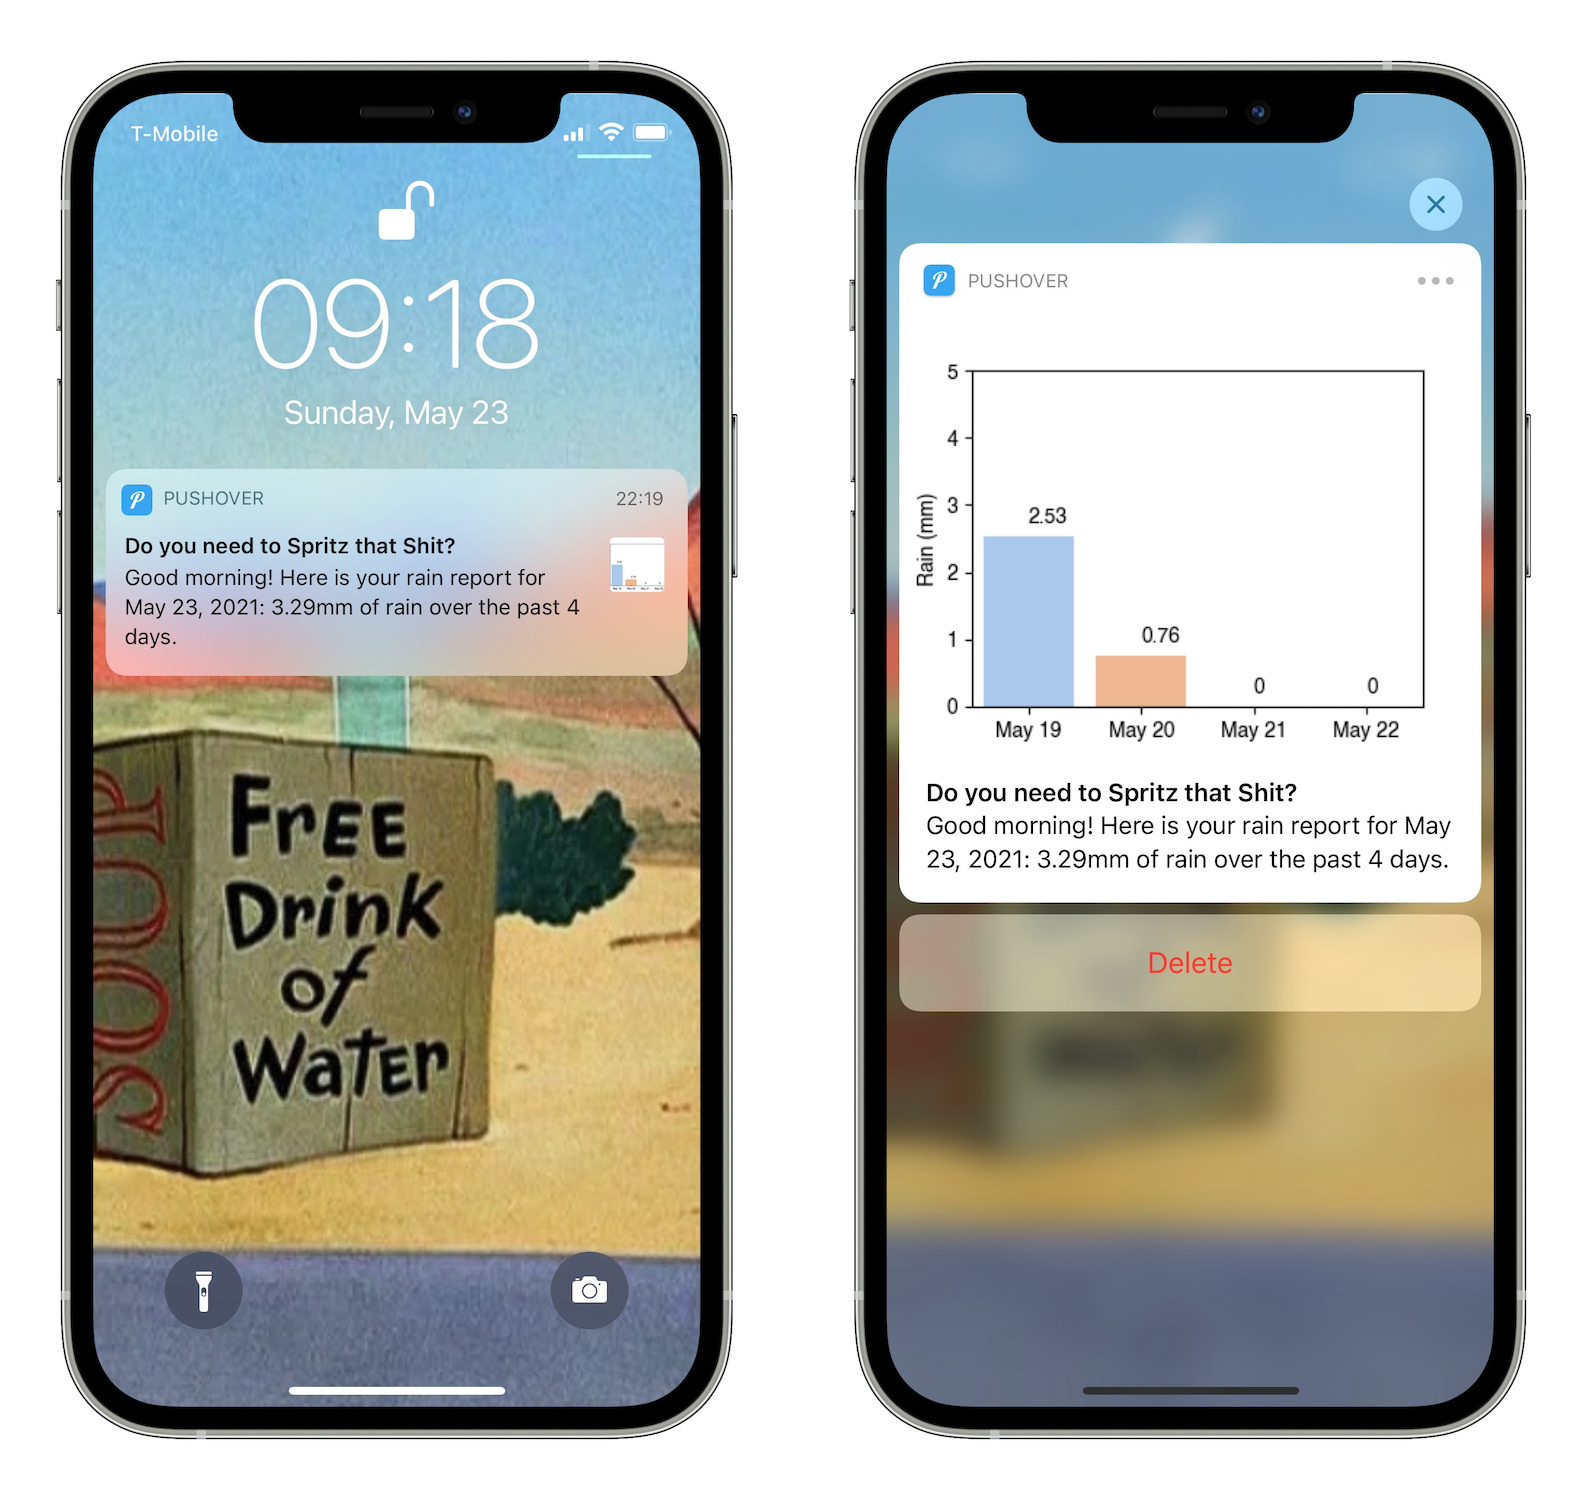 T-Mobile
09:18
Sunday, May 23
PUSHOVER
22:19
Do you need to Spritz that Shit?
Good morning! Here is your rain report for
May 23, 2021: 3.29mm of rain over the past 4
days.
SOUP
FrEE
Drink
of
WaTEr
PUSHOVER
5
4
3
2
1
0
Rain (mm)
2.53
0.76
0
0
May 19
May 20
May 21
May 22
Do you need to Spritz that Shit?
Good morning! Here is your rain report for May
23, 2021: 3.29mm of rain over the past 4 days.
Delete